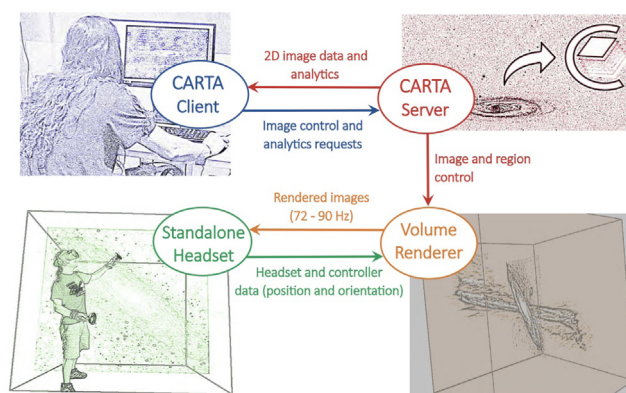 2D image data and
analytics
CARTA
Client
CARTA
Server
Image control and
analytics requests
Image and region
control
Rendered images
(72 - 90 Hz)
Standalone
Headset
Volume
Renderer
Headset and controller
data (position and orientation)